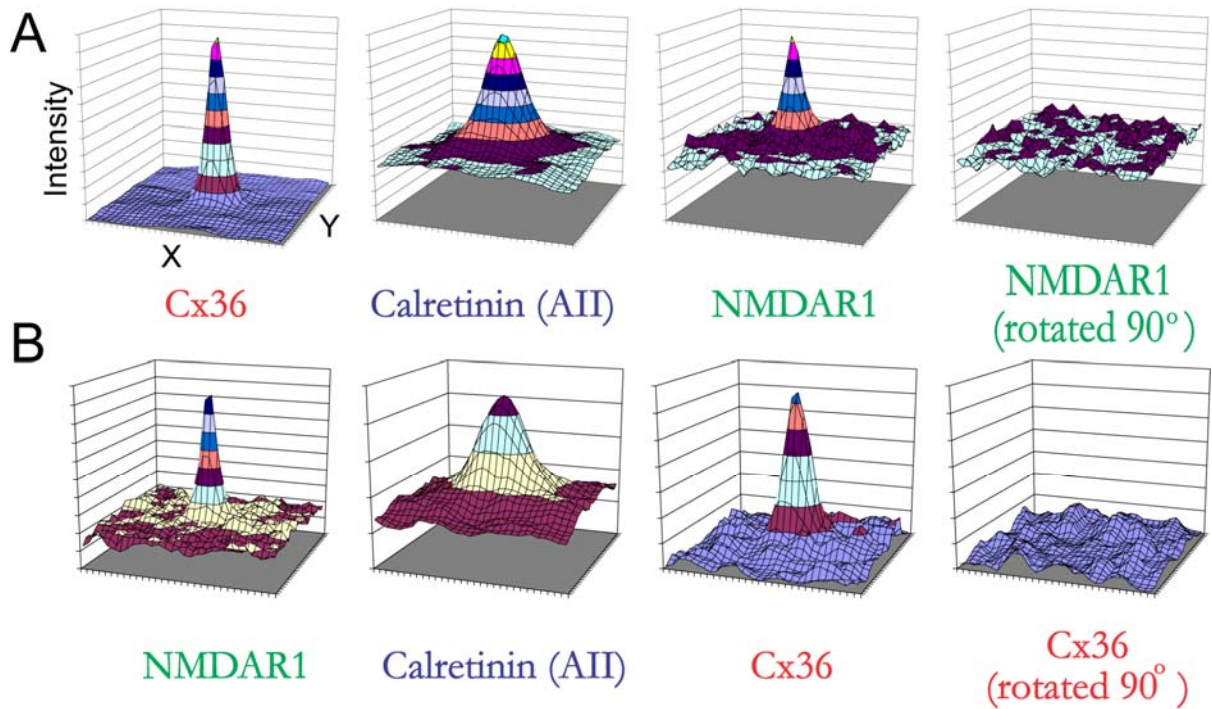 A
Intensity
X
Y
Cx36
Calretinin (AII)
NMDAR1
NMDAR1
(rotated 90°)
B
NMDAR1
Calretinin (AII)
Cx36
Cx36
(rotated 90°)